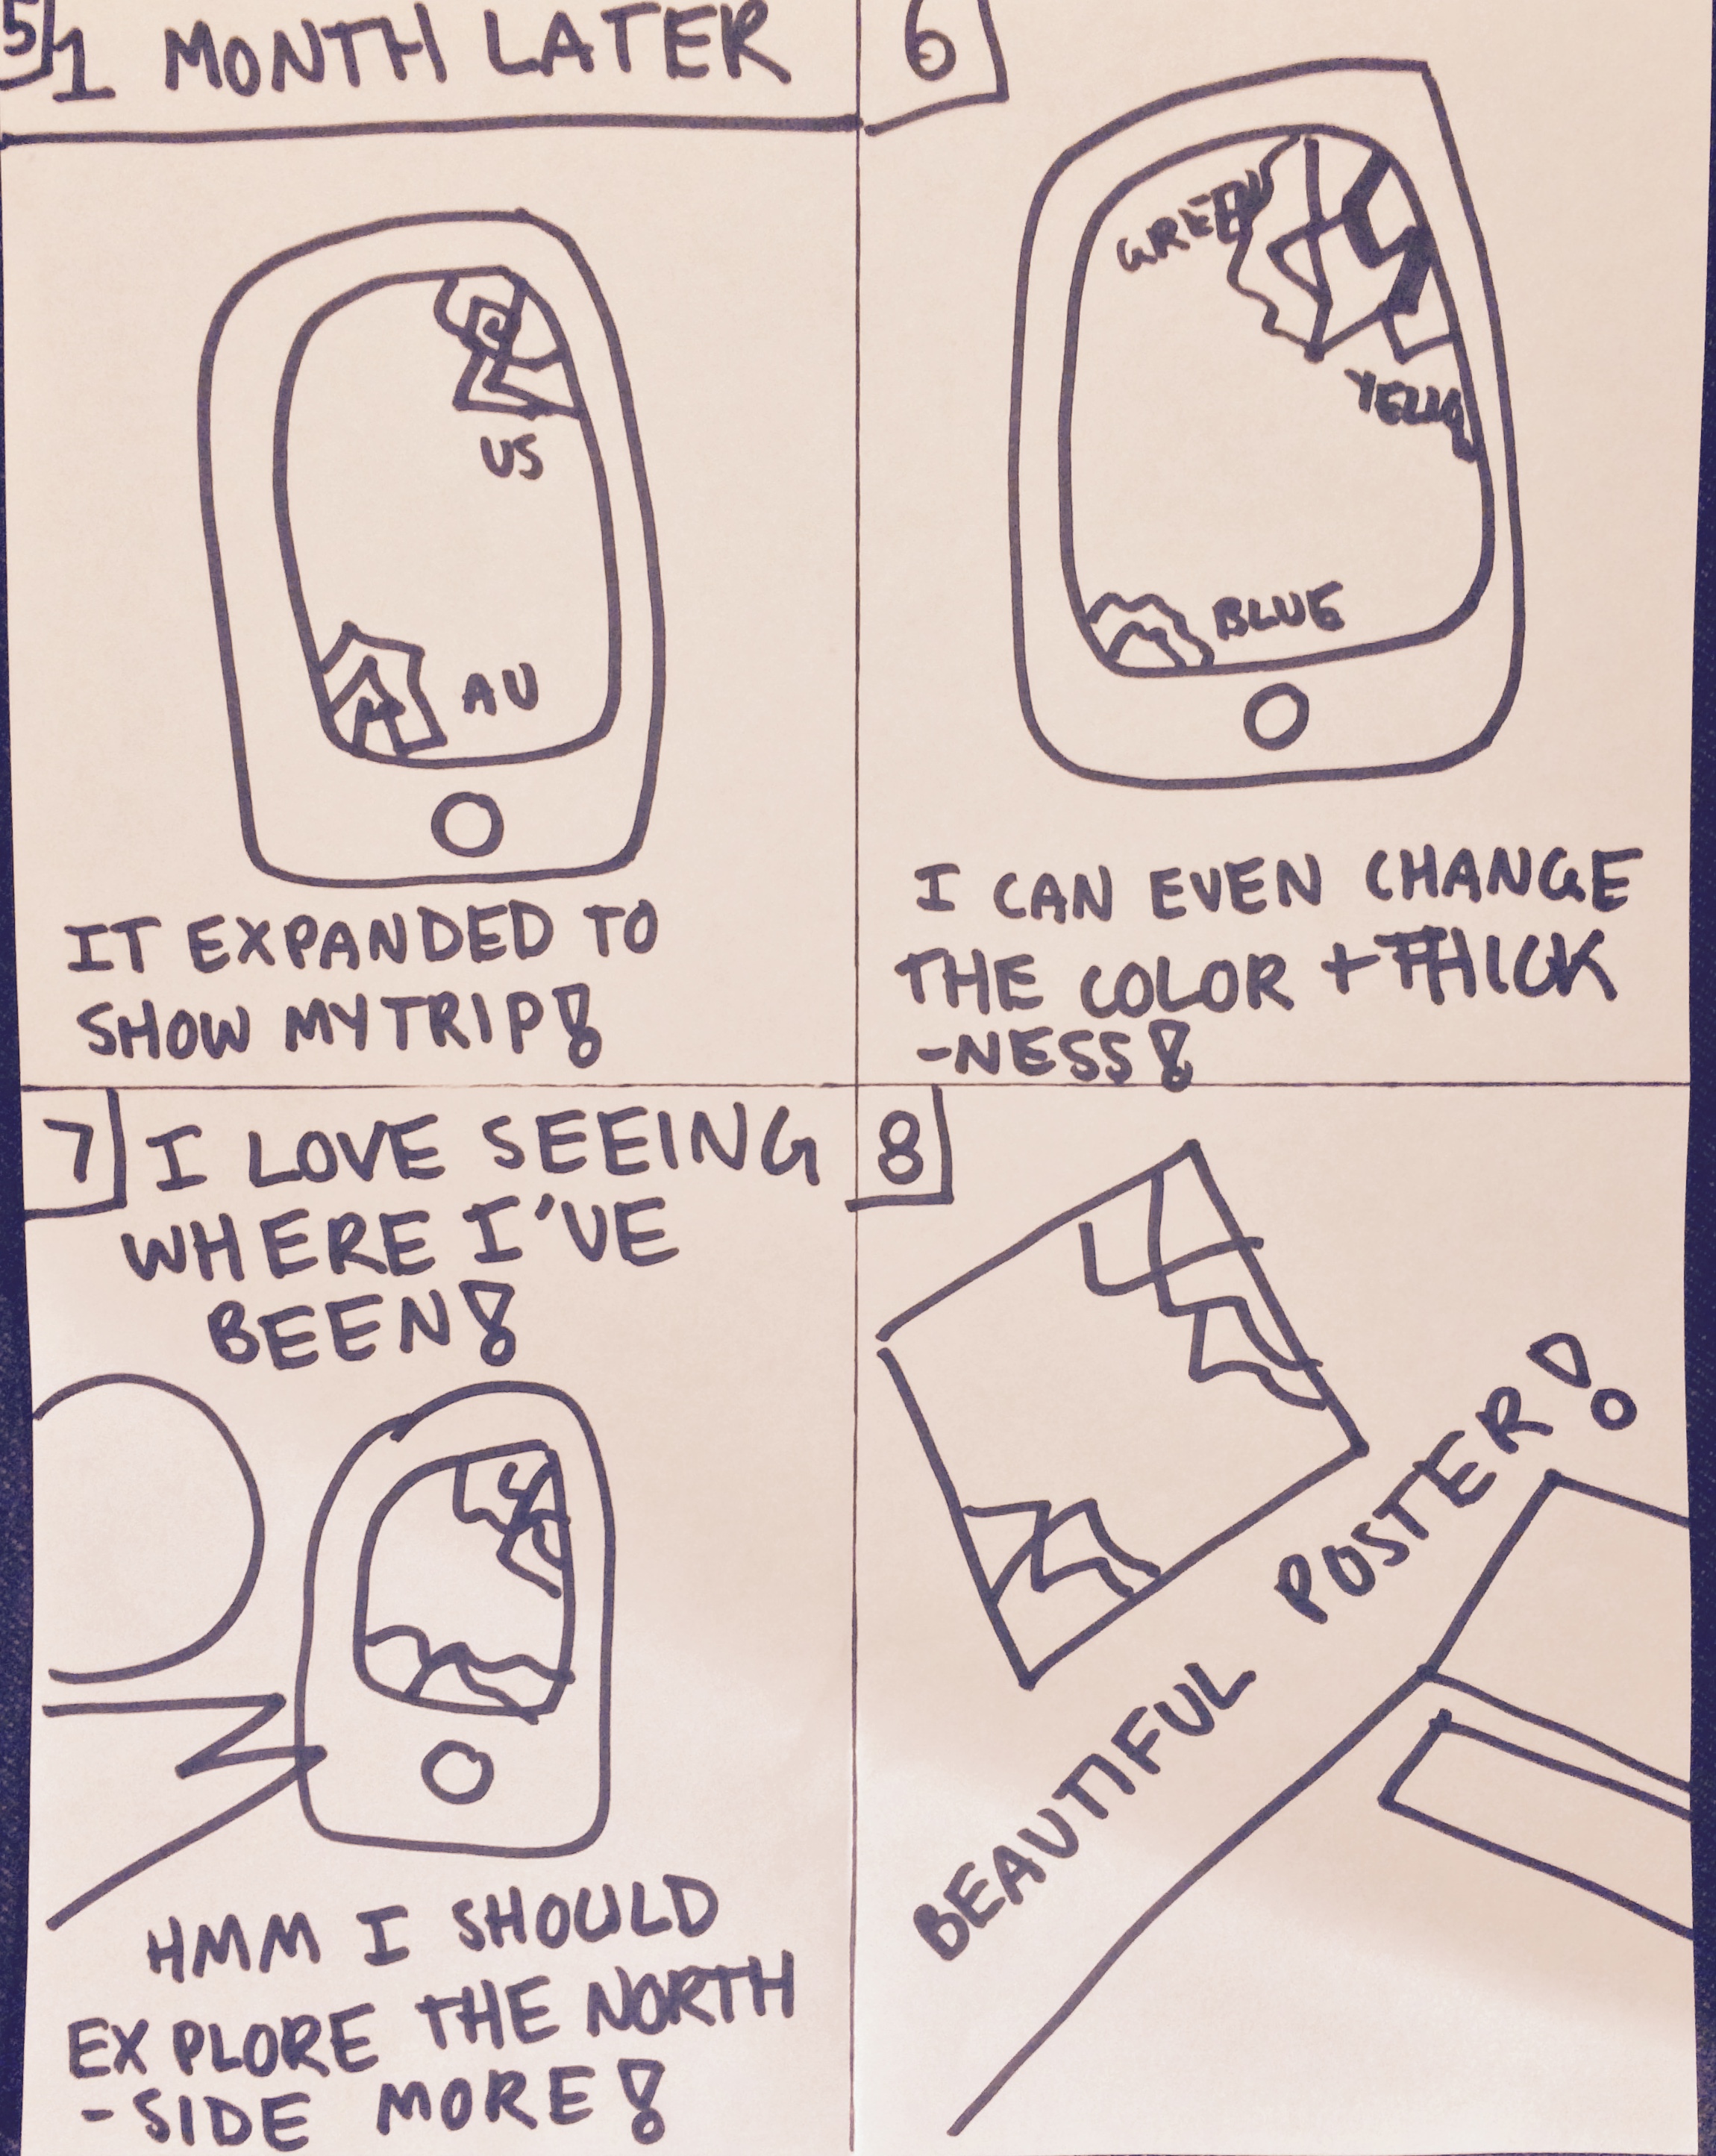 5
1 MONTH LATER
US
AU
IT EXPANDED TO
SHOW MY TRIP!
6
GREEN
YELLO
BLUE
I CAN EVEN CHANGE
THE COLOR + THICK
-NESS!
7
I LOVE SEEING
WHERE I'VE
BEEN!
HMM I SHOULD
EXPLORE THE NORTH
-SIDE MORE!
8
BEAUTIFUL POSTER!